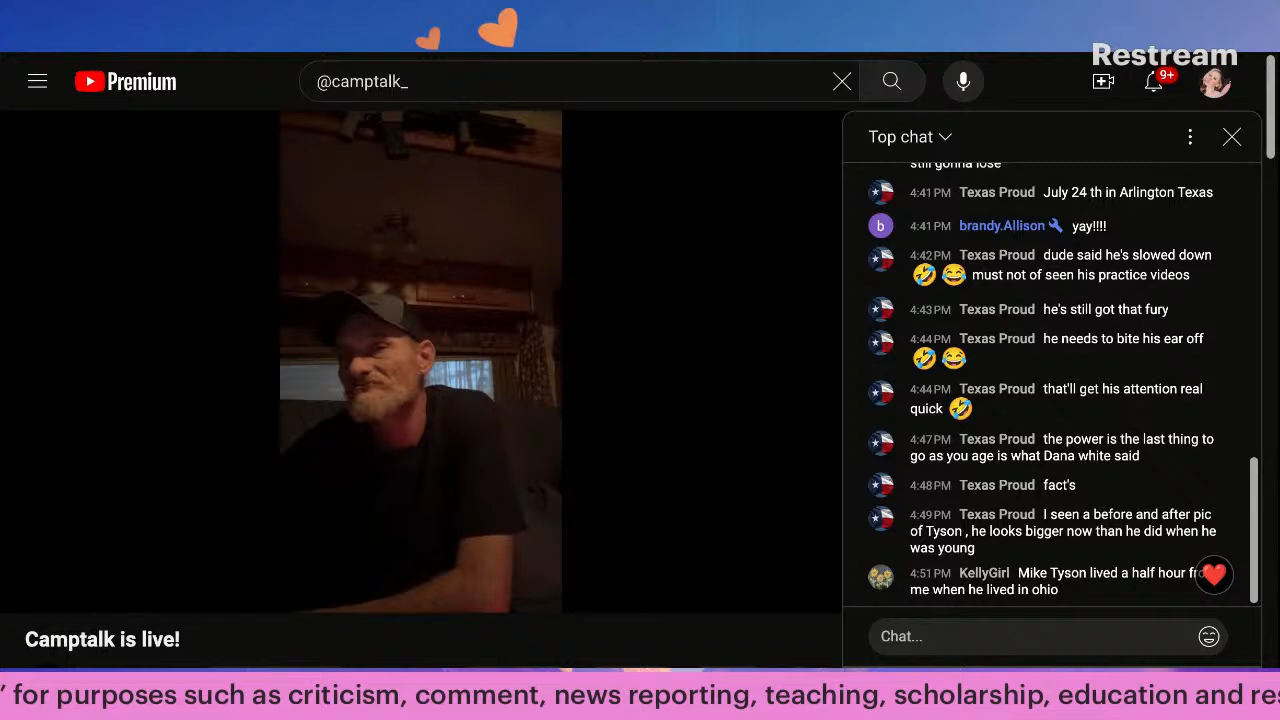 Restream
Premium
@camptalk_
9+
Top chat
still gonna lose
4:41 PM Texas Proud July 24 th in Arlington Texas
b 4:41 PM brandy.Allison yay!!!!
4:42 PM Texas Proud dude said he's slowed down
🤣 😂 must not of seen his practice videos
4:43 PM Texas Proud he's still got that fury
4:44 PM Texas Proud he needs to bite his ear off
🤣 😂
4:44 PM Texas Proud that'll get his attention real
quick 🤣
4:47 PM Texas Proud the power is the last thing to
go as you age is what Dana white said
4:48 PM Texas Proud fact's
4:49 PM Texas Proud I seen a before and after pic
of Tyson , he looks bigger now than he did when he
was young
4:51 PM KellyGirl Mike Tyson lived a half hour
me when he lived in ohio
Chat...
Camptalk is live!
" for purposes such as criticism, comment, news reporting, teaching, scholarship, education and